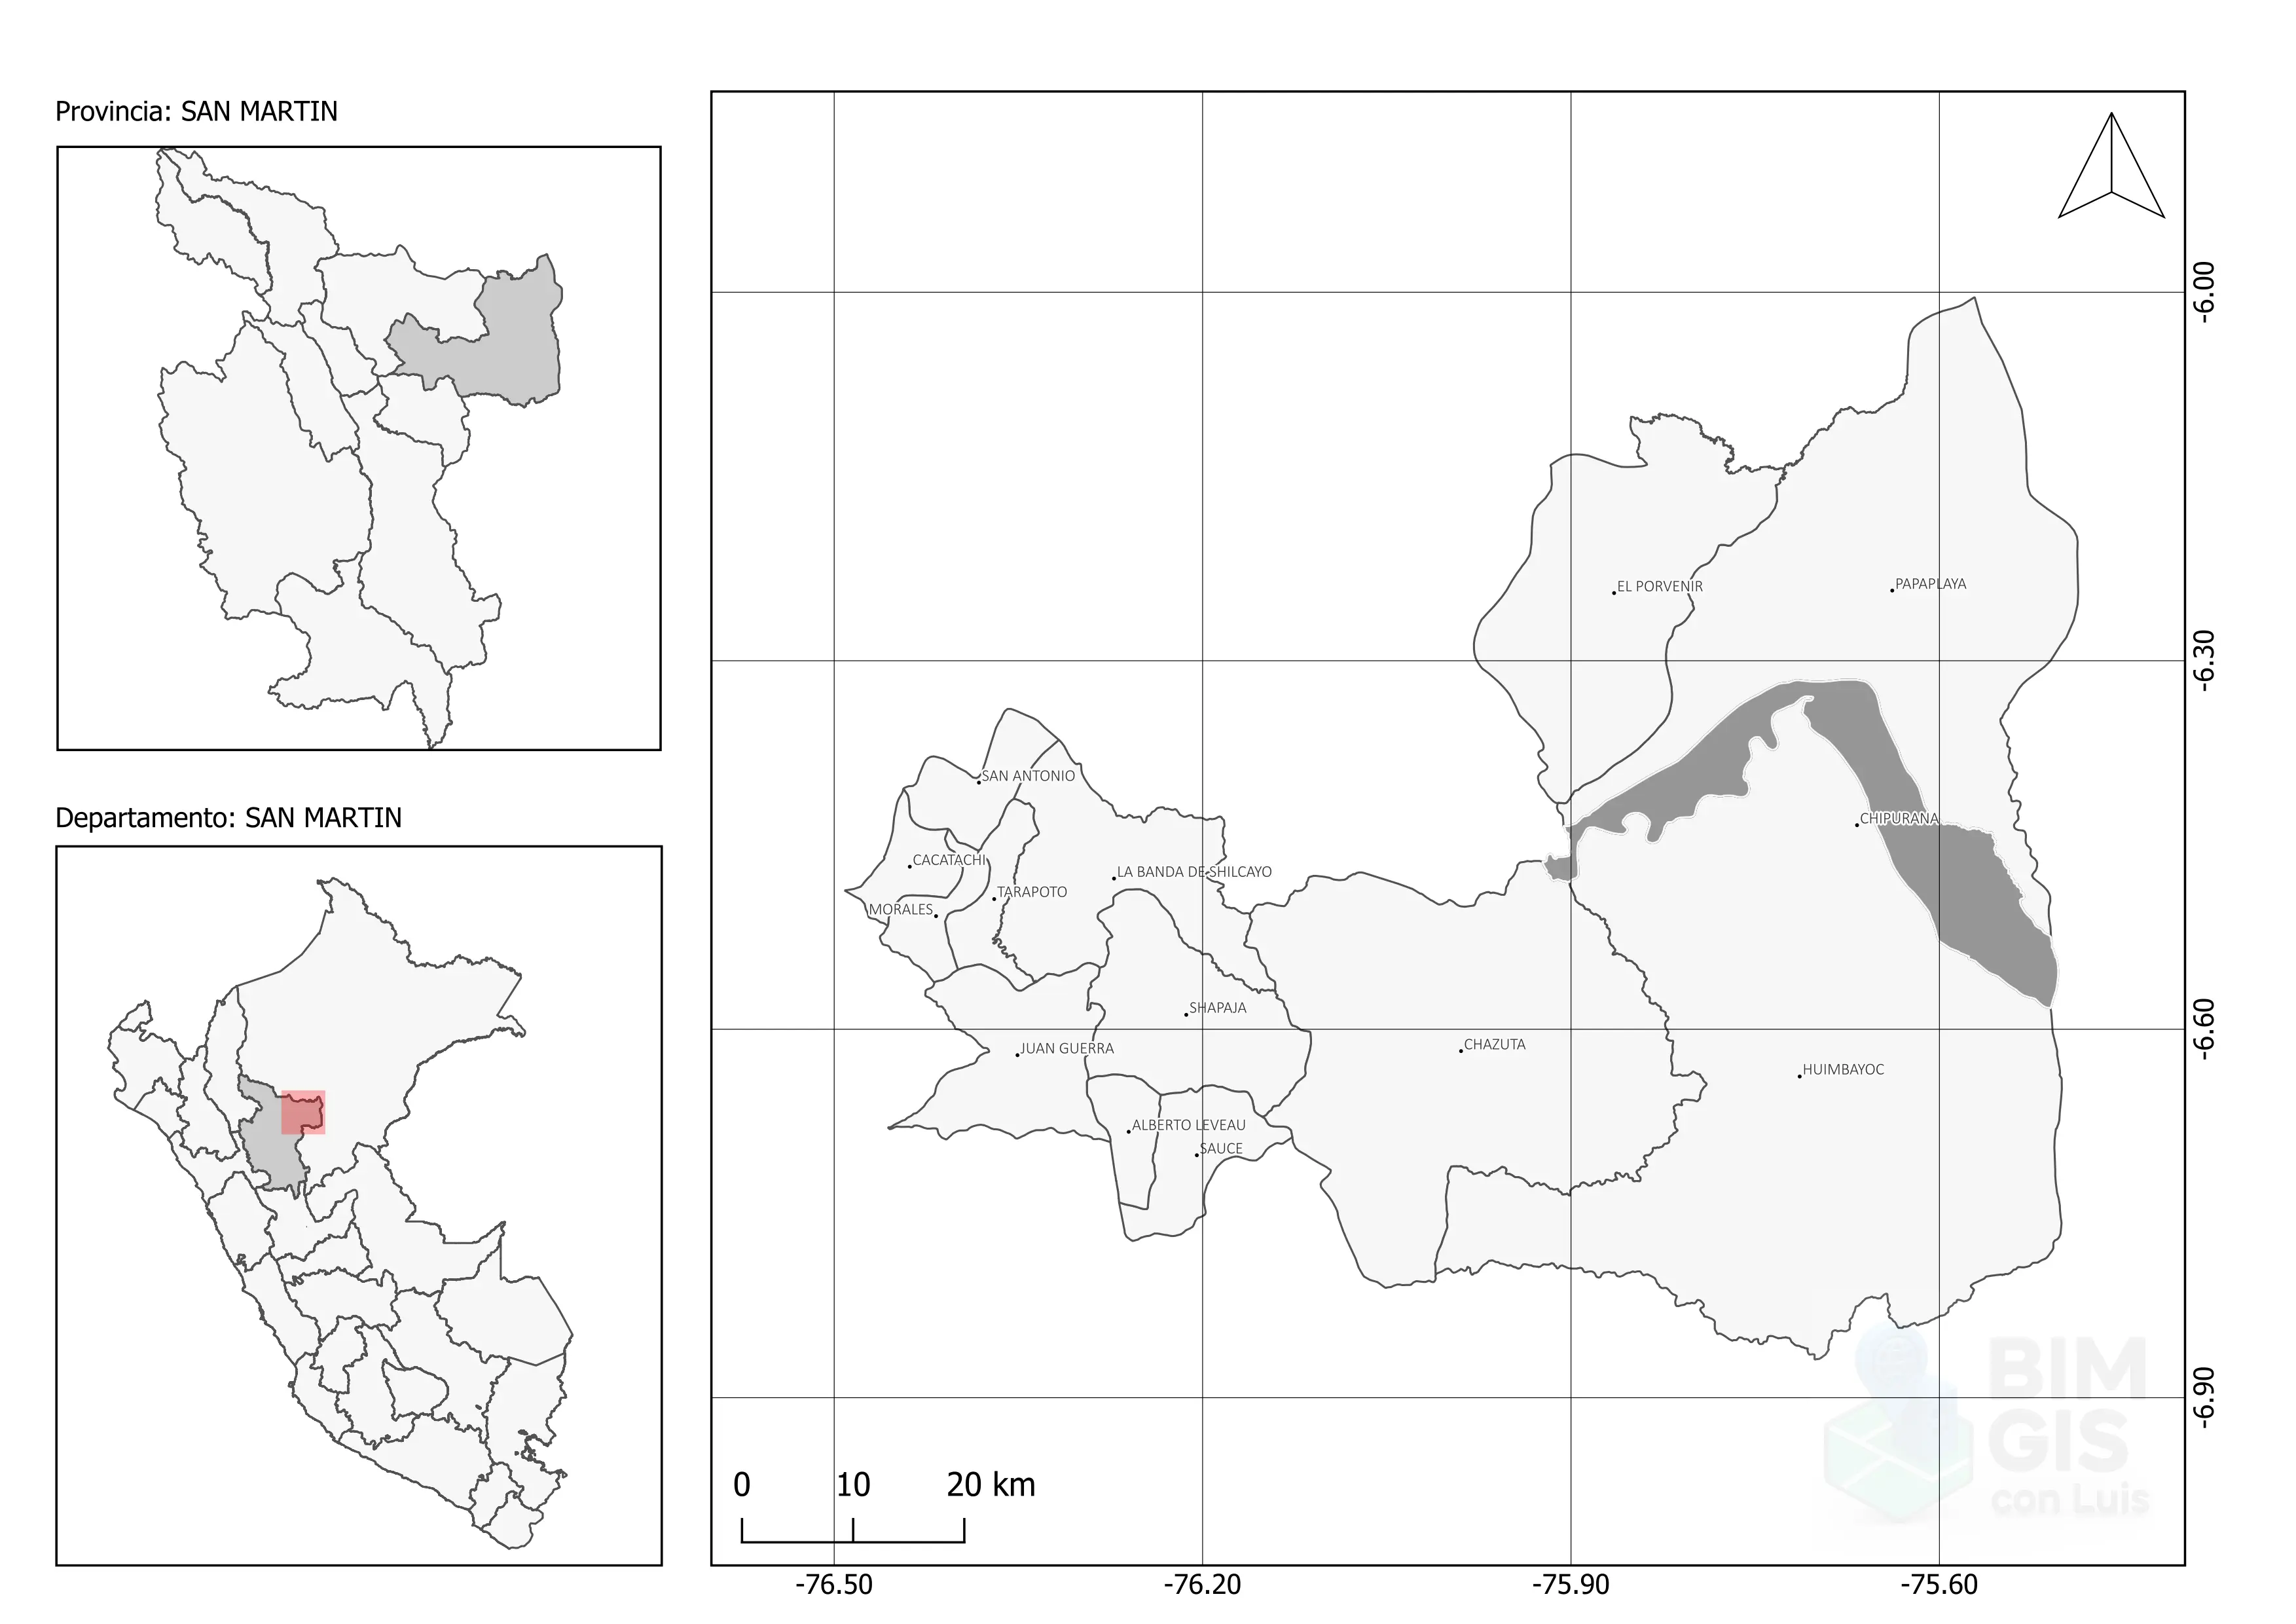 Provincia: SAN MARTIN
Departamento: SAN MARTIN
-6.00
EL PORVENIR
PAPAPLAYA
-6.30
SAN ANTONIO
CHIPURANA
CACATACHI
LA BANDA DE SHILCAYO
TARAPOTO
MORALES
SHAPAJA
-6.60
JUAN GUERRA
CHAZUTA
HUIMBAYOC
ALBERTO LEVEAU
SAUCE
-6.90
BIM
GIS
con Luis
0 10 20 km
-76.50 -76.20 -75.90 -75.60